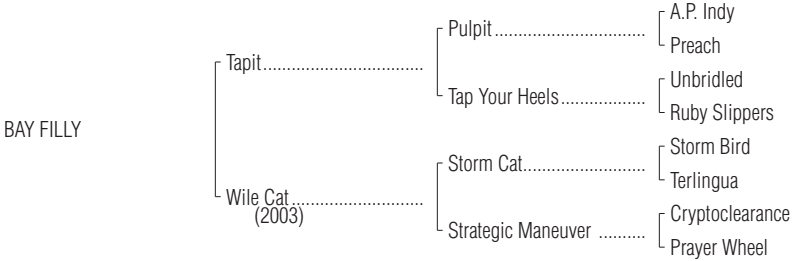 A.P. Indy
Pulpit..............................
Preach
Tapit................................
Unbridled
Tap Your Heels.................
Ruby Slippers
BAY FILLY
Storm Bird
Storm Cat........................
Terlingua
Wile Cat..........................
(2003)
Cryptoclearance
Strategic Maneuver ..........
Prayer Wheel